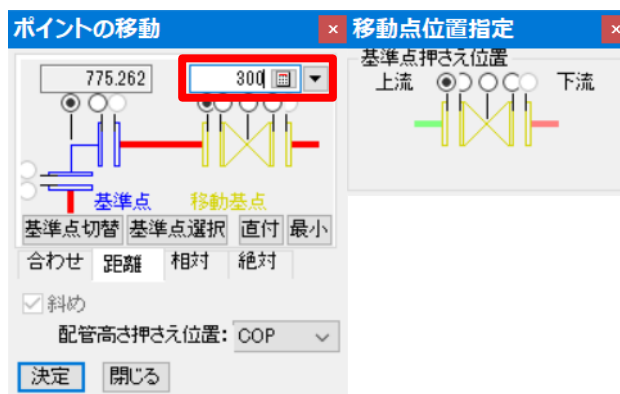 ポイントの移動 ×
775.262 300
基準点 移動基点
基準点切替 基準点選択 直付 最小
合わせ 距離 相対 絶対
斜め
配管高さ押さえ位置: COP
決定 閉じる
移動点位置指定 ×
基準点押さえ位置
上流 下流